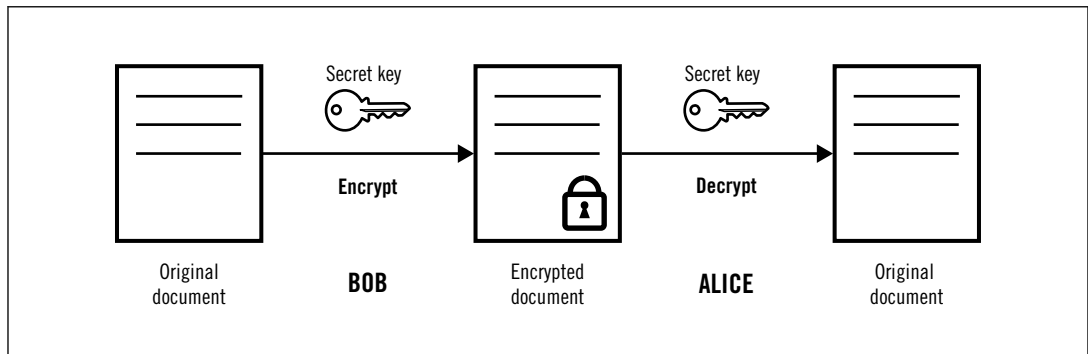 Secret key
Secret key
Encrypt
Decrypt
Original
document
BOB
Encrypted
document
ALICE
Original
document